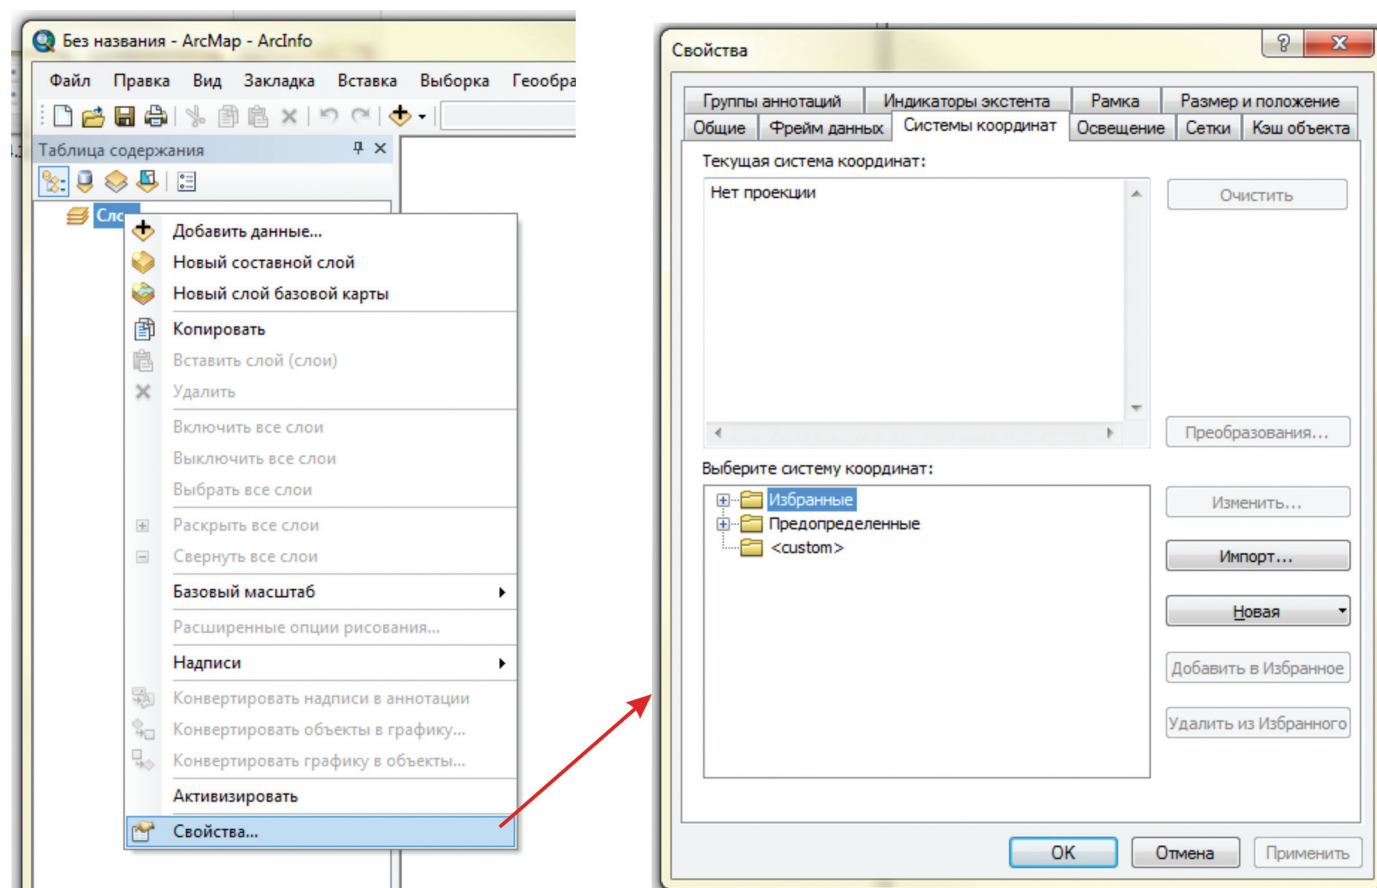 Без названия - ArcMap - ArcInfo
Файл Правка Вид Закладка Вставка Выборка Геообра
Таблица содержания
Добавить данные...
Новый составной слой
Новый слой базовой карты
Копировать
Вставить слой (слои)
Удалить
Включить все слои
Выключить все слои
Выбрать все слои
Раскрыть все слои
Свернуть все слои
Базовый масштаб
Расширенные опции рисования...
Надписи
Конвертировать надписи в аннотации
Конвертировать объекты в графику...
Конвертировать графику в объекты...
Активизировать
Свойства...
Свойства
Группы аннотаций Индикаторы экстента Рамка Размер и положение
Общие Фрейм данных Системы координат Освещение Сетки Кэш объекта
Текущая система координат:
Нет проекции
Очистить
Преобразования...
Выберите систему координат:
Избранные
Предопределенные
<custom>
Изменить...
Импорт...
Новая
Добавить в Избранное
Удалить из Избранного
OK Отмена Применить